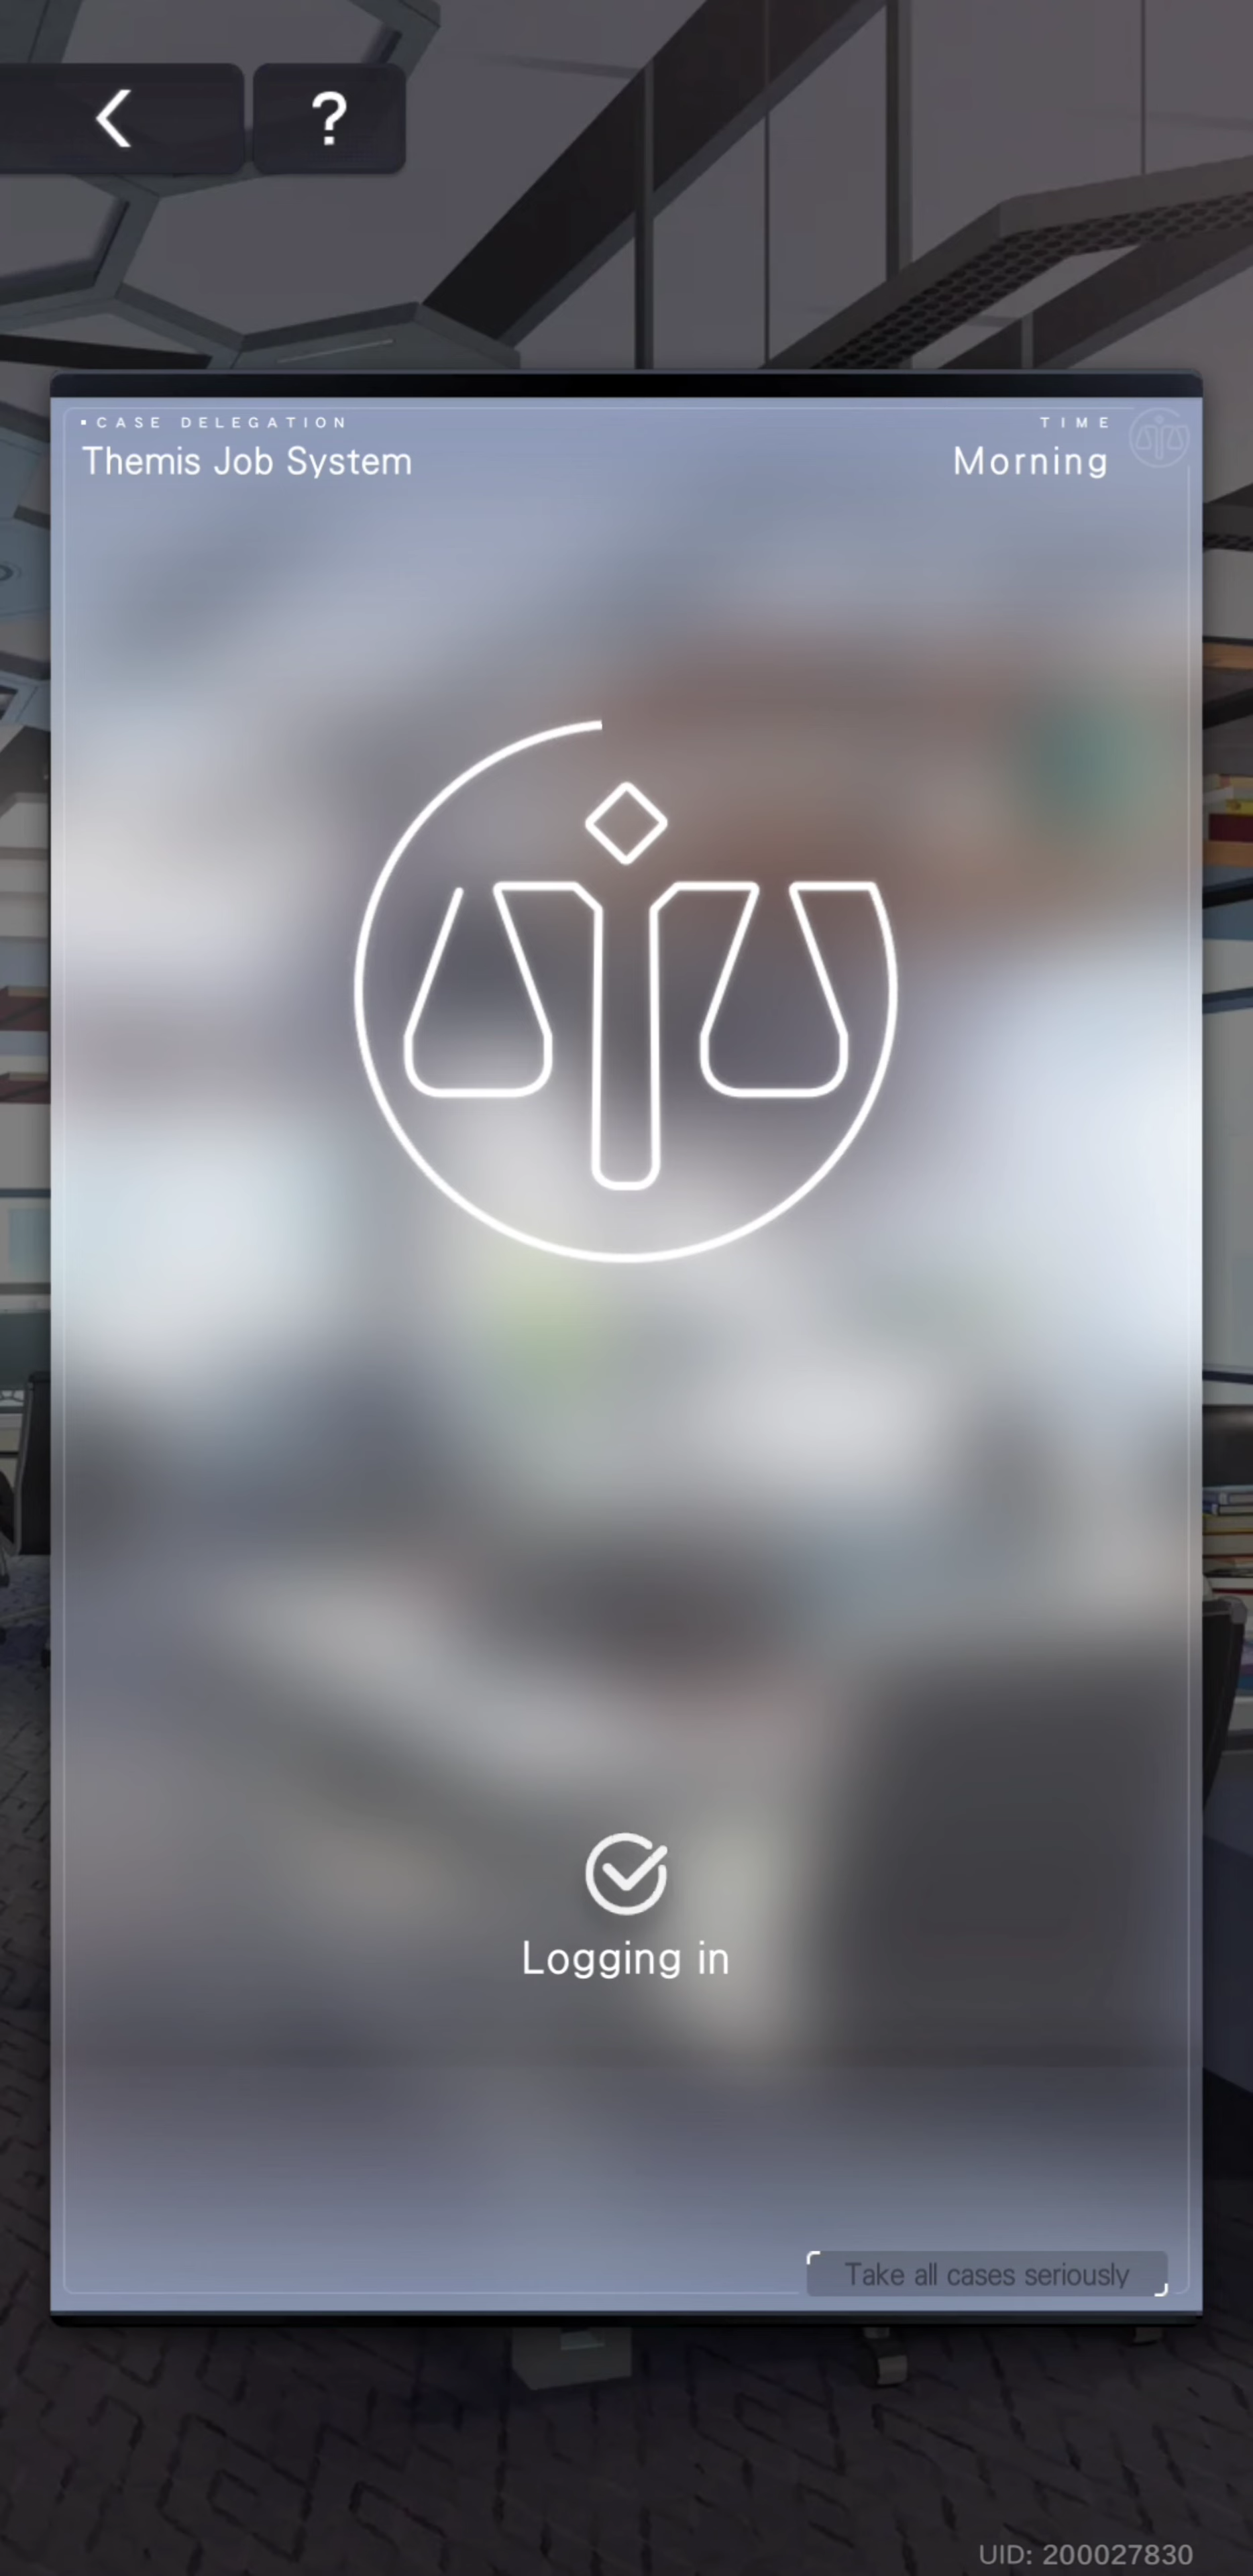 ?
CASE DELEGATION
Themis Job System
TIME
Morning
Logging in
Take all cases seriously
UID: 200027830